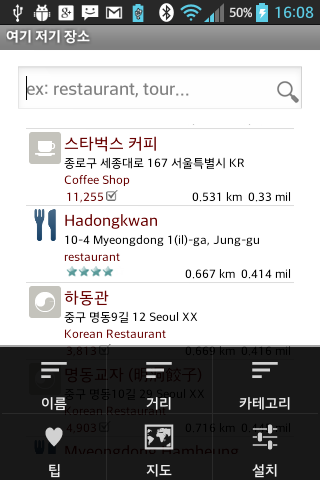 50% 16:08
여기 저기 장소
ex: restaurant, tour...
스타벅스 커피
종로구 세종대로 167 서울특별시 KR
Coffee Shop
11,255 0.531 km 0.33 mil
Hadongkwan
10-4 Myeongdong 1(il)-ga, Jung-gu
restaurant
0.667 km 0.414 mil
하동관
중구 명동9길 12 Seoul XX
Korean Restaurant
3,813 0.669 km 0.416 mil
명동교자 (明洞餃子)
중구 명동10길 29 Seoul XX
Korean Restaurant
4,903 0.716 km
Myeongdong Hamheung
이름 거리 카테고리
팁 지도 설치